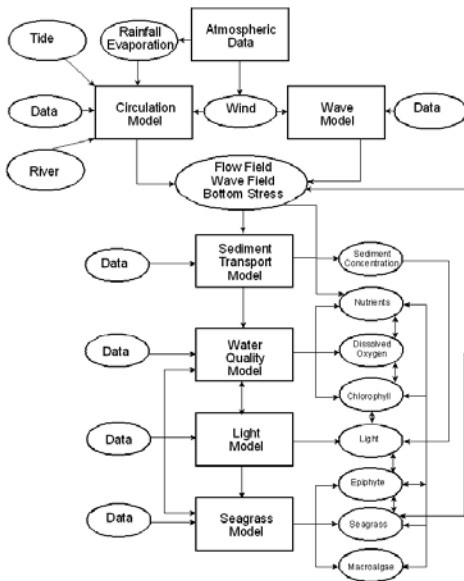 Tide
Rainfall
Evaporation
Atmospheric
Data
Data
Circulation
Model
Wind
Wave
Model
Data
River
Flow Field
Wave Field
Bottom Stress
Data
Sediment
Transport
Model
Sediment
Concentration
Nutrients
Data
Water
Quality
Model
Dissolved
Oxygen
Chlorophyll
Data
Light
Model
Light
Epiphyte
Data
Seagrass
Model
Seagrass
Macroalgae